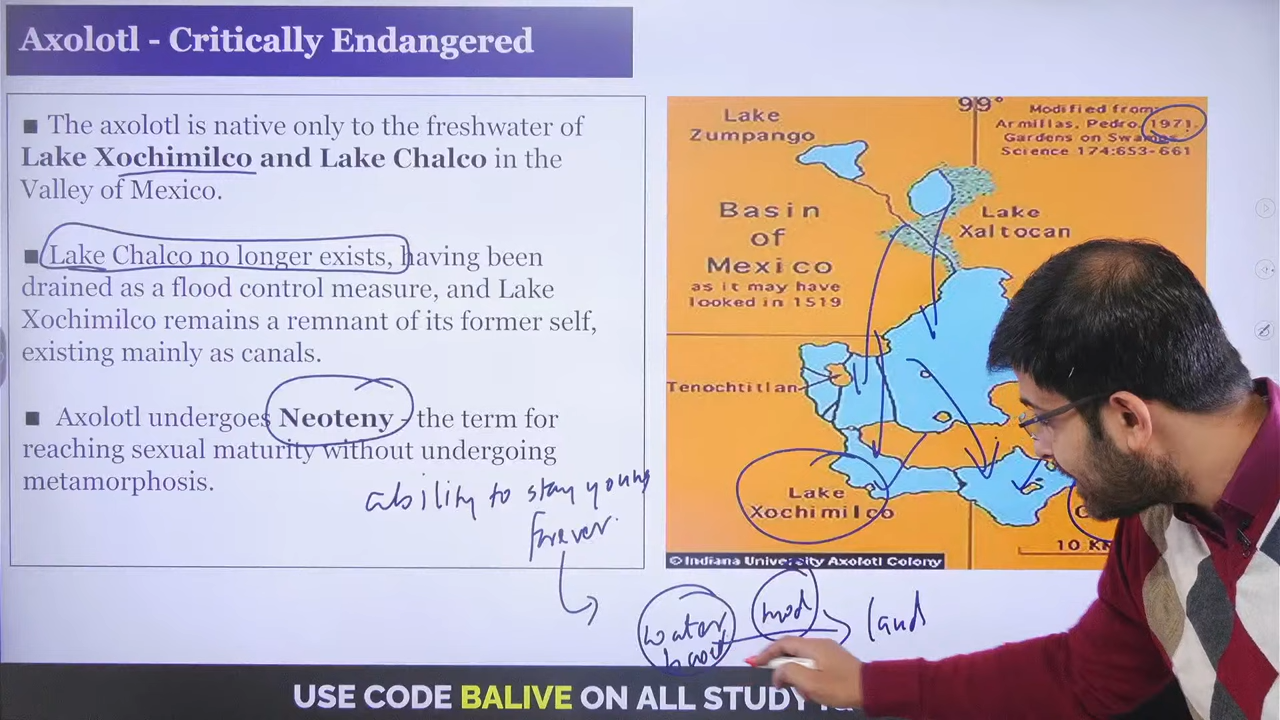 Axolotl - Critically Endangered
■ The axolotl is native only to the freshwater of
Lake Xochimilco and Lake Chalco in the
Valley of Mexico.
■ Lake Chalco no longer exists, having been
drained as a flood control measure, and Lake
Xochimilco remains a remnant of its former self,
existing mainly as canals.
■ Axolotl undergoes Neoteny - the term for
reaching sexual maturity without undergoing
metamorphosis.
ability to stay young
forever.
Lake
Zumpango
99°
Modified from:
Armillas, Pedro, 1971.
Gardens on Swamps
Science 174:653-661
Basin
of
Mexico
as it may have
looked in 1519
Lake
Xaltocan
Tenochtitlan
Lake
Xochimilco
10
© Indiana University Axolotl Colony
water
mod
land
USE CODE BALIVE ON ALL STUDY